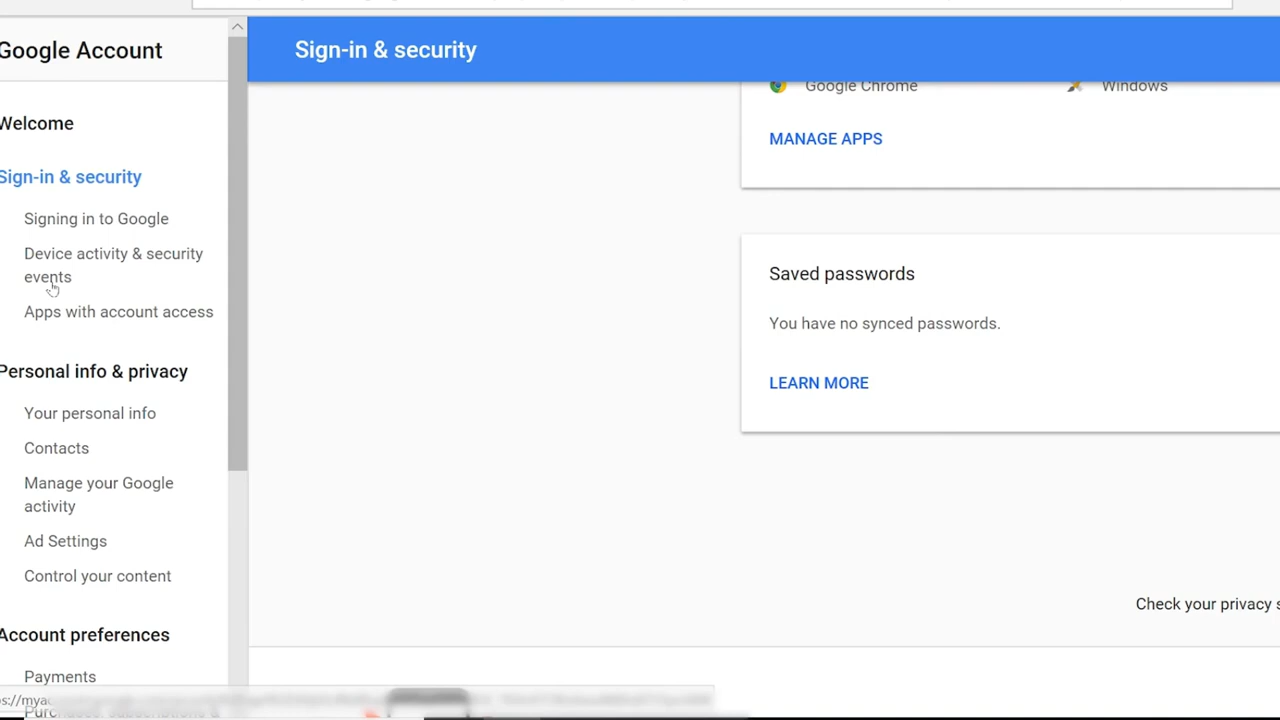 Google Account
Sign-in & security
Welcome
Sign-in & security
Signing in to Google
Device activity & security
events
Apps with account access
Personal info & privacy
Your personal info
Contacts
Manage your Google
activity
Ad Settings
Control your content
Account preferences
Payments
Google Chrome
Windows
MANAGE APPS
Saved passwords
You have no synced passwords.
LEARN MORE
Check your privacy s